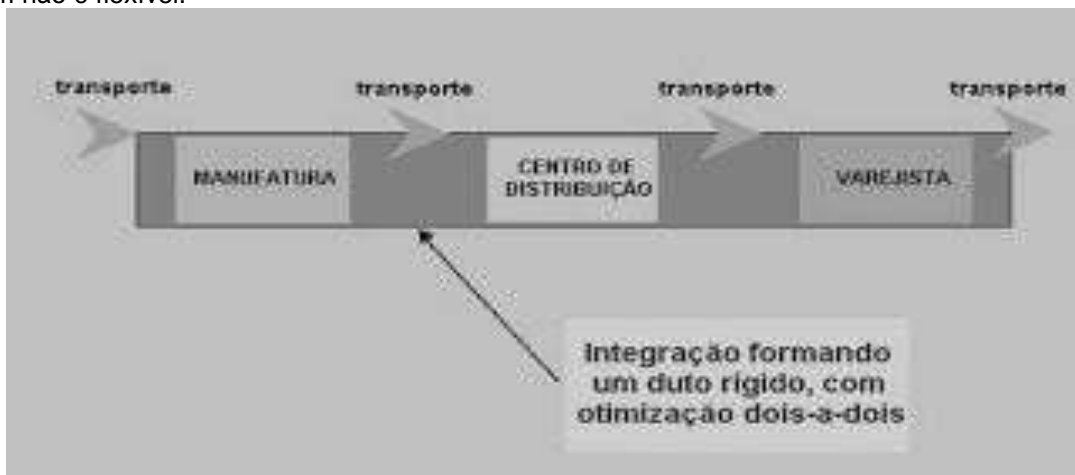 não é flexível.
transporte transporte transporte transporte
MANUFATURA
CENTRO DE
DISTRIBUIÇÃO
VAREJISTA
Integração formando
um duto rígido, com
otimização dois-a-dois